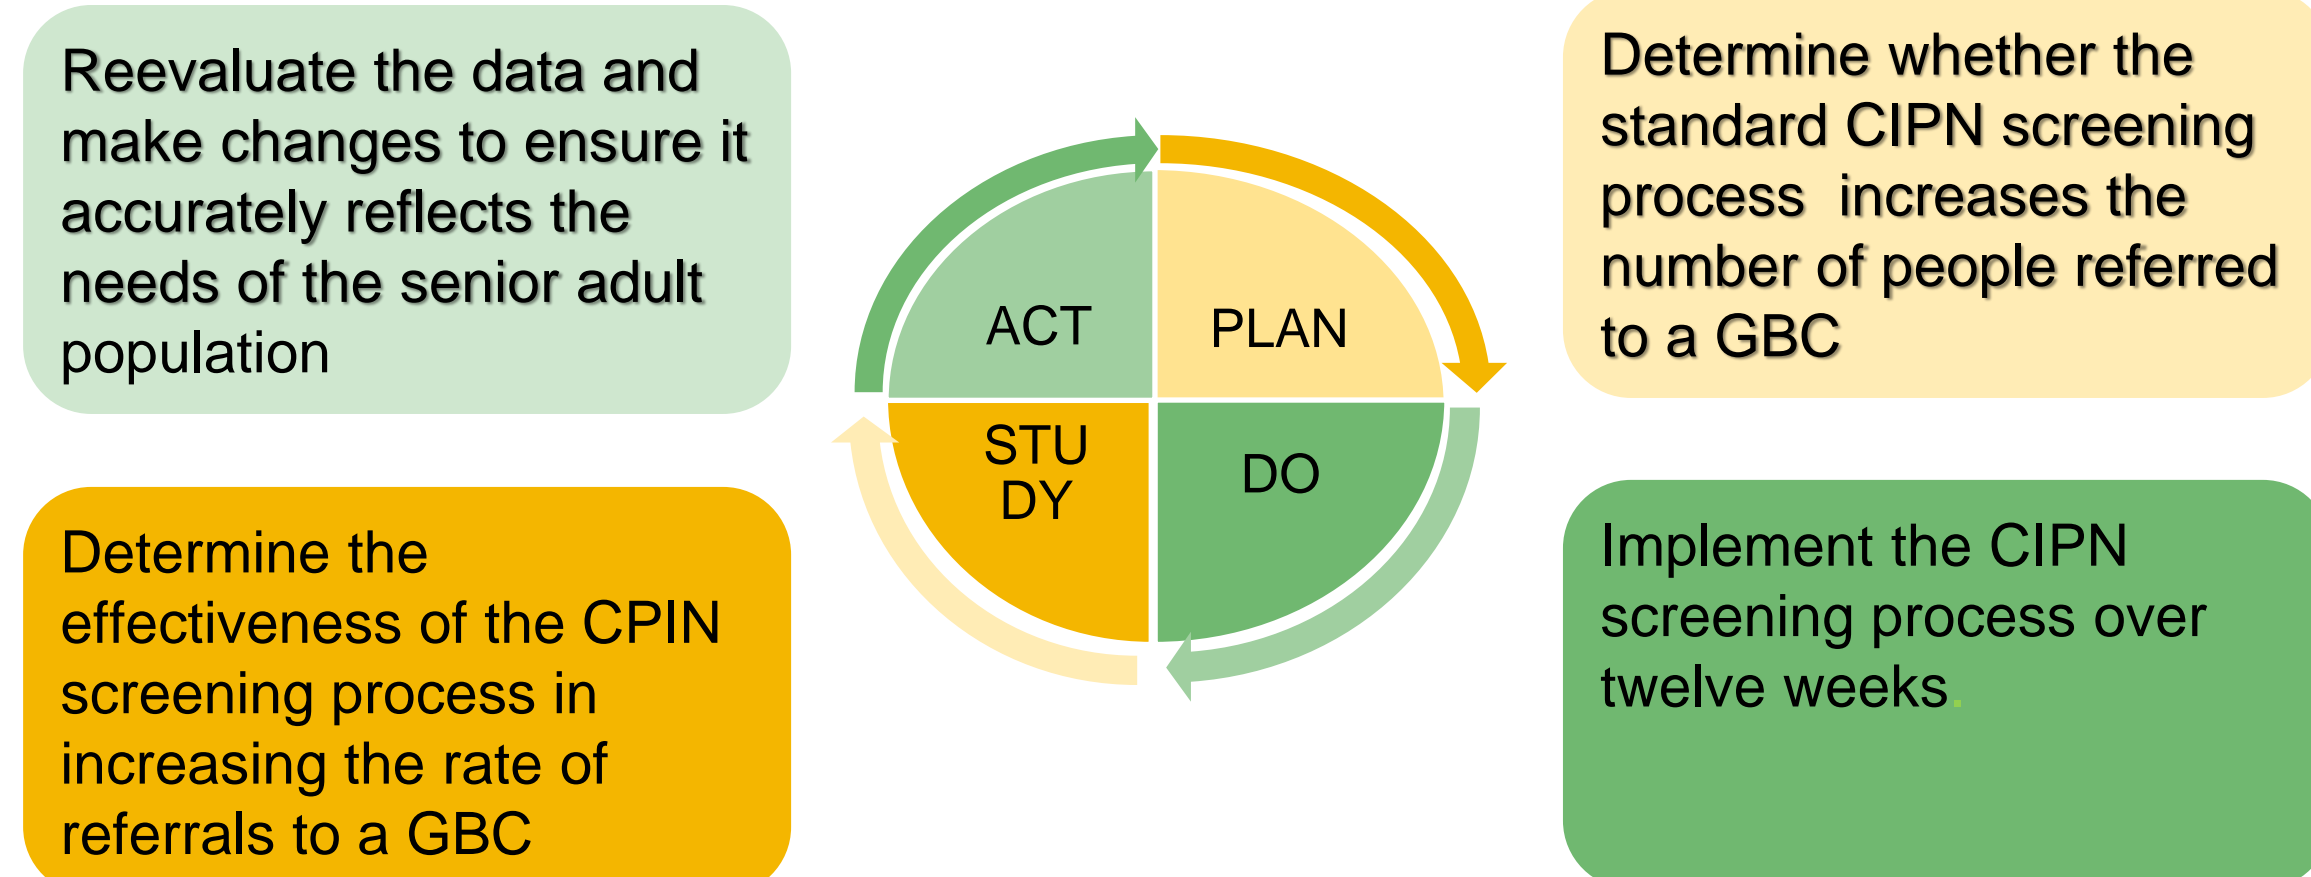 Reevaluate the data and
make changes to ensure it
accurately reflects the
needs of the senior adult
population
Determine whether the
standard CIPN screening
process  increases the
number of people referred
to a GBC
ACT
PLAN
STU
DY
DO
Determine the
effectiveness of the CPIN
screening process in
increasing the rate of
referrals to a GBC
Implement the CIPN
screening process over
twelve weeks.